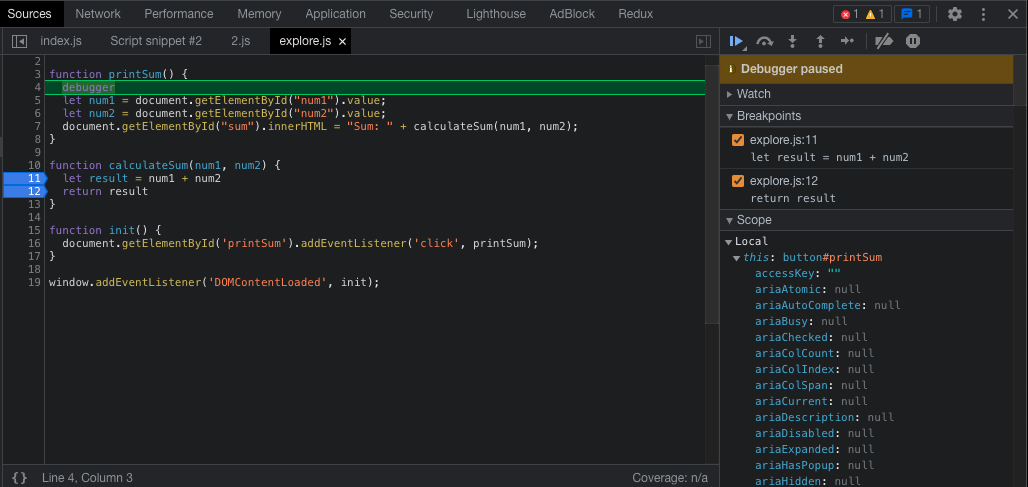 Sources Network Performance Memory Application Security Lighthouse AdBlock Redux 1 1 1
index.js Script snippet #2 2.js explore.js ×
2
3 function printSum() {
4 debugger
5 let num1 = document.getElementById("num1").value;
6 let num2 = document.getElementById("num2").value;
7 document.getElementById("sum").innerHTML = "Sum: " + calculateSum(num1, num2);
8 }
9
10 function calculateSum(num1, num2) {
11 let result = num1 + num2
12 return result
13 }
14
15 function init() {
16 document.getElementById('printSum').addEventListener('click', printSum);
17 }
18
19 window.addEventListener('DOMContentLoaded', init);
{} Line 4, Column 3 Coverage: n/a
Debugger paused
Watch
Breakpoints
explore.js:11
let result = num1 + num2
explore.js:12
return result
Scope
Local
this: button#printSum
accessKey: ""
ariaAtomic: null
ariaAutoComplete: null
ariaBusy: null
ariaChecked: null
ariaColCount: null
ariaColIndex: null
ariaColSpan: null
ariaCurrent: null
ariaDescription: null
ariaDisabled: null
ariaExpanded: null
ariaHasPopup: null
ariaHidden: null